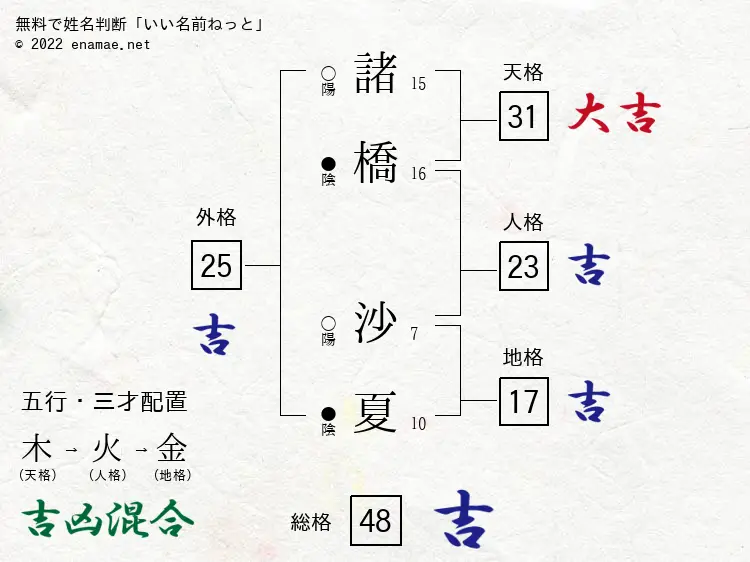 無料で姓名判断「いい名前ねっと」
© 2022 enamae.net
諸
○
陽
15
橋
●
陰
16
沙
○
陽
7
夏
●
陰
10
天格
31 大吉
人格
23 吉
地格
17 吉
外格
25
吉
五行・三才配置
木→火→金
(天格) (人格) (地格)
吉凶混合
総格 48 吉